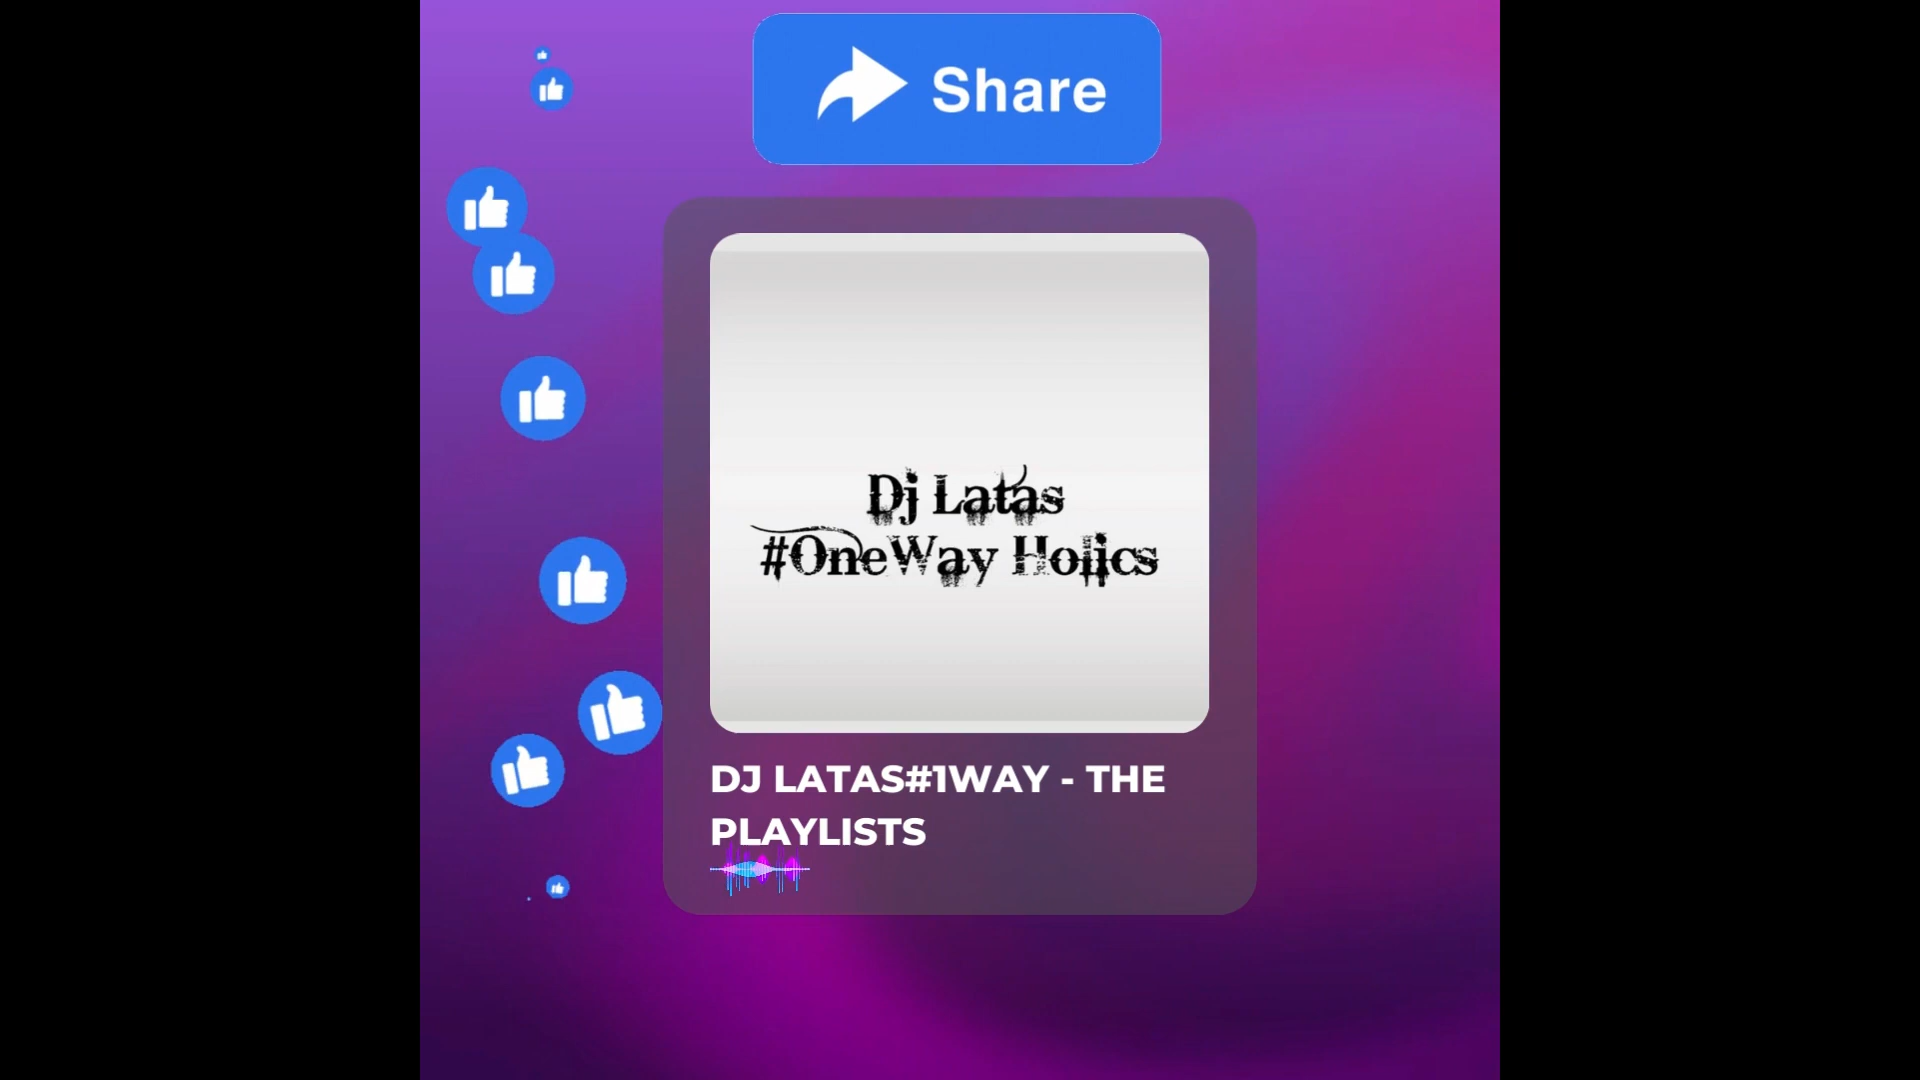 Share
Dj Latas
#OneWay Holics
DJ LATAS#1WAY - THE
PLAYLISTS